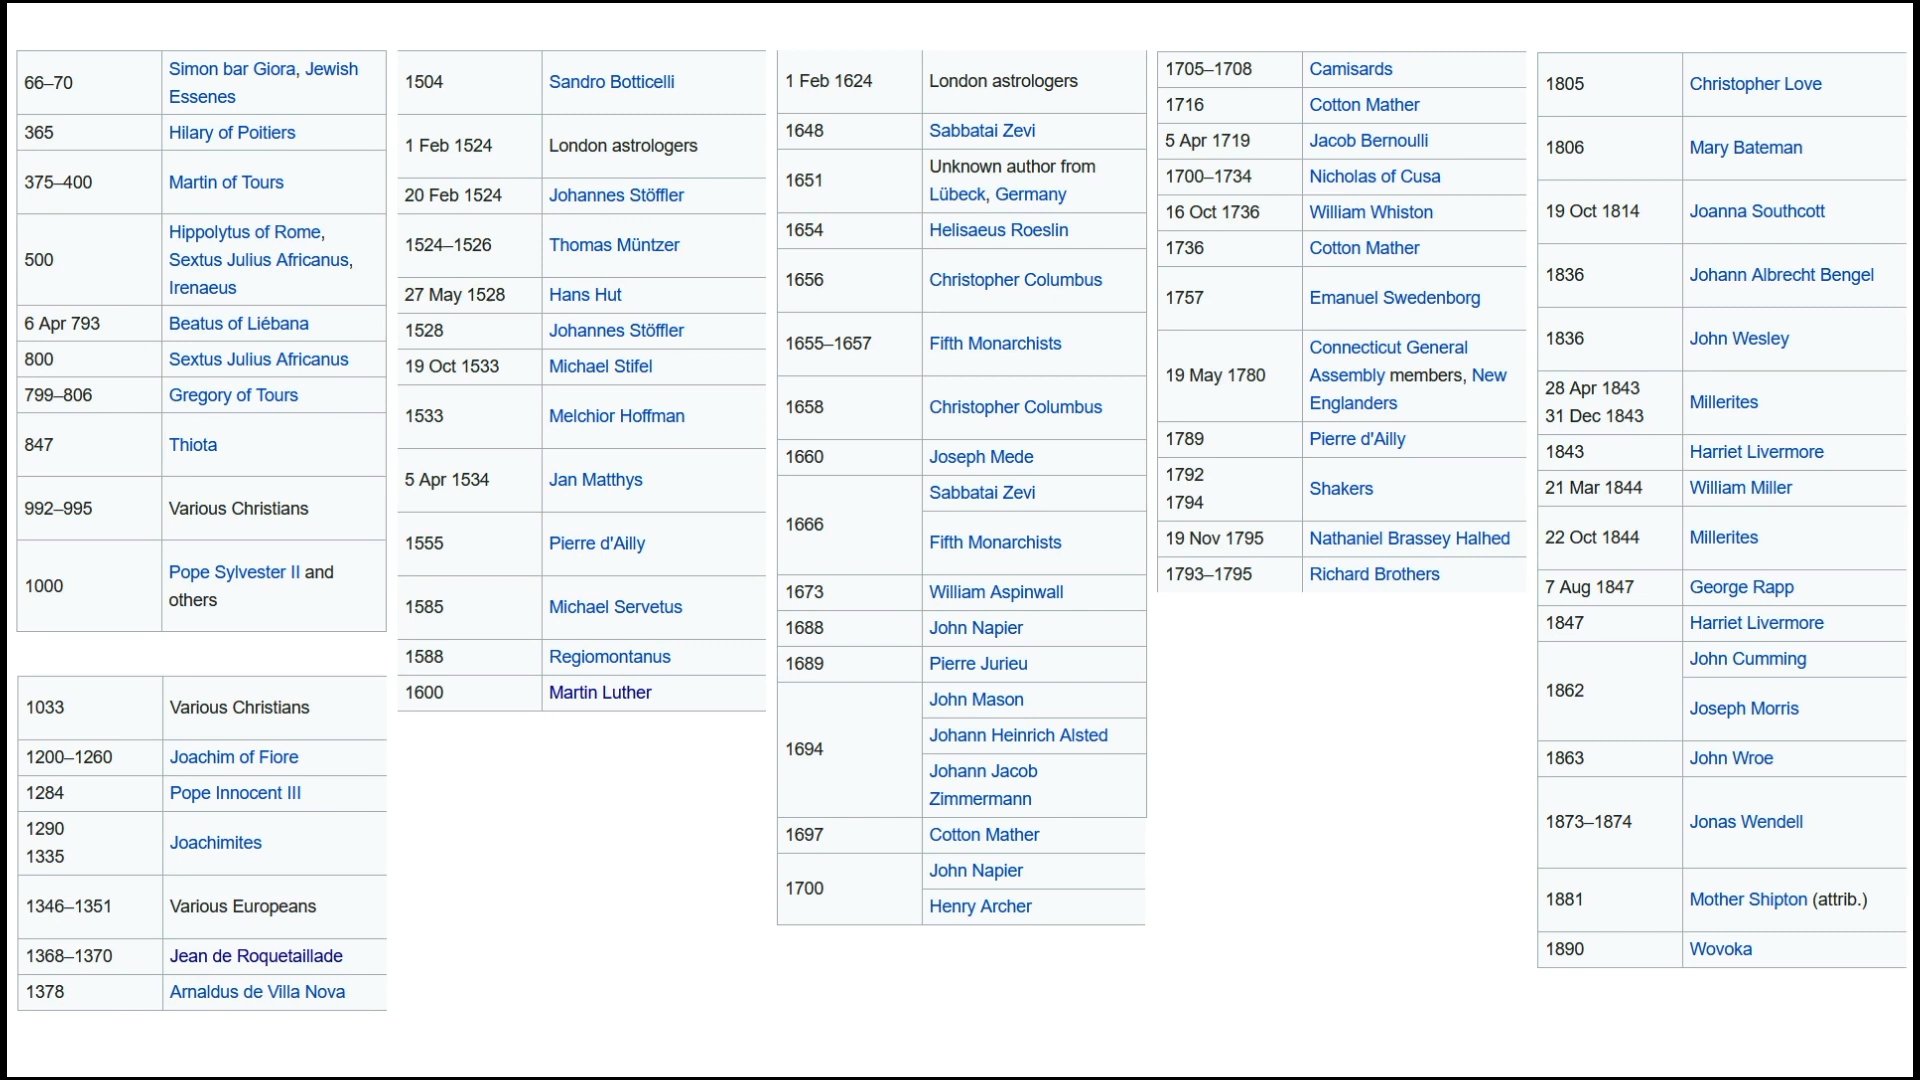 66–70 Simon bar Giora, Jewish
Essenes
365 Hilary of Poitiers
375–400 Martin of Tours
500 Hippolytus of Rome,
Sextus Julius Africanus,
Irenaeus
6 Apr 793 Beatus of Liébana
800 Sextus Julius Africanus
799–806 Gregory of Tours
847 Thiota
992–995 Various Christians
1000 Pope Sylvester II and
others
1033 Various Christians
1200–1260 Joachim of Fiore
1284 Pope Innocent III
1290
1335 Joachimites
1346–1351 Various Europeans
1368–1370 Jean de Roquetaillade
1378 Arnaldus de Villa Nova
1504 Sandro Botticelli
1 Feb 1524 London astrologers
20 Feb 1524 Johannes Stöffler
1524–1526 Thomas Müntzer
27 May 1528 Hans Hut
1528 Johannes Stöffler
19 Oct 1533 Michael Stifel
1533 Melchior Hoffman
5 Apr 1534 Jan Matthys
1555 Pierre d'Ailly
1585 Michael Servetus
1588 Regiomontanus
1600 Martin Luther
1 Feb 1624 London astrologers
1648 Sabbatai Zevi
1651 Unknown author from
Lübeck, Germany
1654 Helisaeus Roeslin
1656 Christopher Columbus
1655–1657 Fifth Monarchists
1658 Christopher Columbus
1660 Joseph Mede
1666 Sabbatai Zevi
Fifth Monarchists
1673 William Aspinwall
1688 John Napier
1689 Pierre Jurieu
1694 John Mason
Johann Heinrich Alsted
Johann Jacob
Zimmermann
1697 Cotton Mather
1700 John Napier
Henry Archer
1705–1708 Camisards
1716 Cotton Mather
5 Apr 1719 Jacob Bernoulli
1700–1734 Nicholas of Cusa
16 Oct 1736 William Whiston
1736 Cotton Mather
1757 Emanuel Swedenborg
19 May 1780 Connecticut General
Assembly members, New
Englanders
1789 Pierre d'Ailly
1792
1794 Shakers
19 Nov 1795 Nathaniel Brassey Halhed
1793–1795 Richard Brothers
1805 Christopher Love
1806 Mary Bateman
19 Oct 1814 Joanna Southcott
1836 Johann Albrecht Bengel
1836 John Wesley
28 Apr 1843
31 Dec 1843 Millerites
1843 Harriet Livermore
21 Mar 1844 William Miller
22 Oct 1844 Millerites
7 Aug 1847 George Rapp
1847 Harriet Livermore
1862 John Cumming
Joseph Morris
1863 John Wroe
1873–1874 Jonas Wendell
1881 Mother Shipton (attrib.)
1890 Wovoka